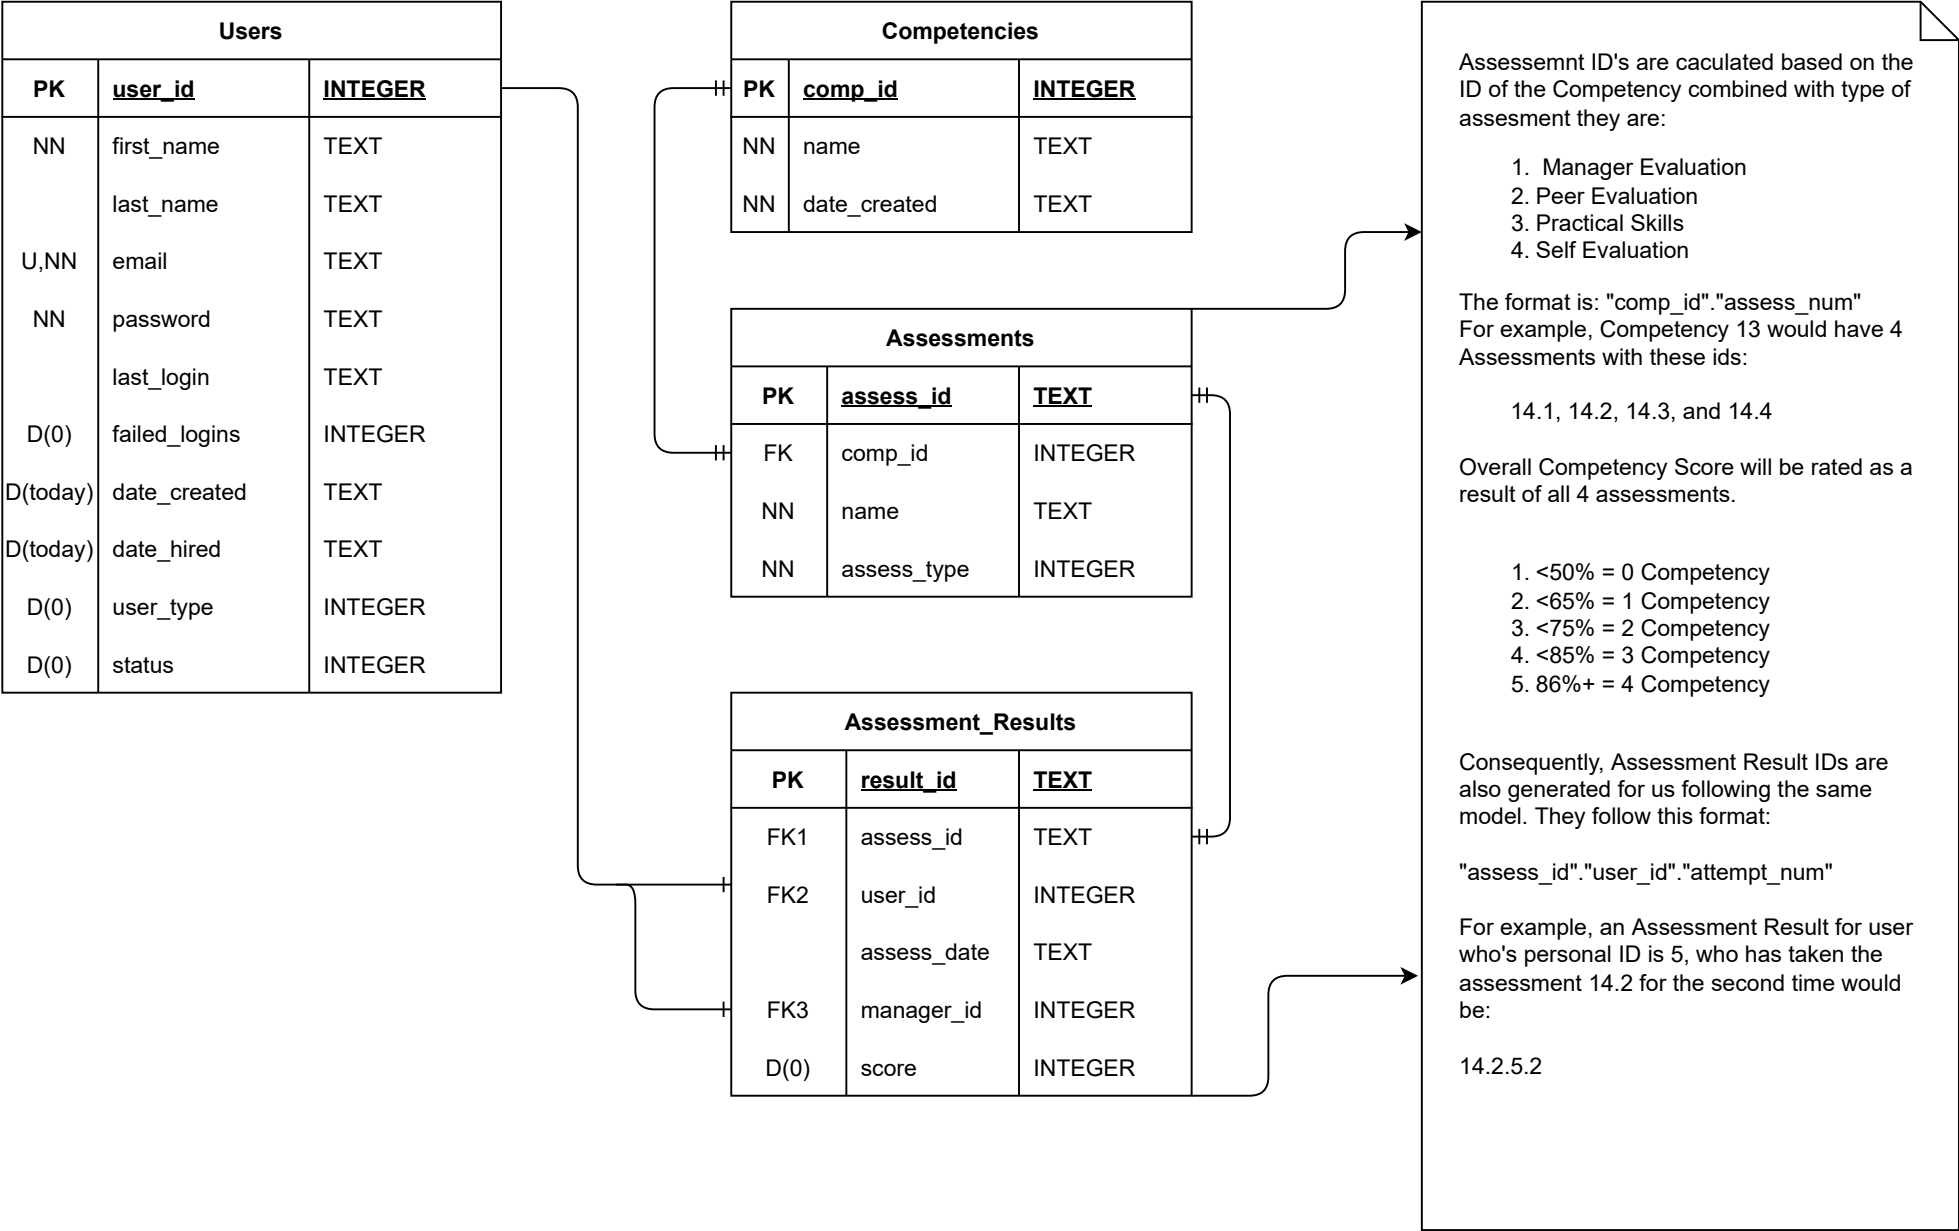 Users
PK user_id INTEGER
NN first_name TEXT
last_name TEXT
U,NN email TEXT
NN password TEXT
last_login TEXT
D(0) failed_logins INTEGER
D(today) date_created TEXT
D(today) date_hired TEXT
D(0) user_type INTEGER
D(0) status INTEGER
Competencies
PK comp_id INTEGER
NN name TEXT
NN date_created TEXT
Assessments
PK assess_id TEXT
FK comp_id INTEGER
NN name TEXT
NN assess_type INTEGER
Assessment_Results
PK result_id TEXT
FK1 assess_id TEXT
FK2 user_id INTEGER
assess_date TEXT
FK3 manager_id INTEGER
D(0) score INTEGER
Assessemnt ID's are caculated based on the
ID of the Competency combined with type of
assesment they are:
1. Manager Evaluation
2. Peer Evaluation
3. Practical Skills
4. Self Evaluation
The format is: "comp_id"."assess_num"
For example, Competency 13 would have 4
Assessments with these ids:
14.1, 14.2, 14.3, and 14.4
Overall Competency Score will be rated as a
result of all 4 assessments.
1. <50% = 0 Competency
2. <65% = 1 Competency
3. <75% = 2 Competency
4. <85% = 3 Competency
5. 86%+ = 4 Competency
Consequently, Assessment Result IDs are
also generated for us following the same
model. They follow this format:
"assess_id"."user_id"."attempt_num"
For example, an Assessment Result for user
who's personal ID is 5, who has taken the
assessment 14.2 for the second time would
be:
14.2.5.2